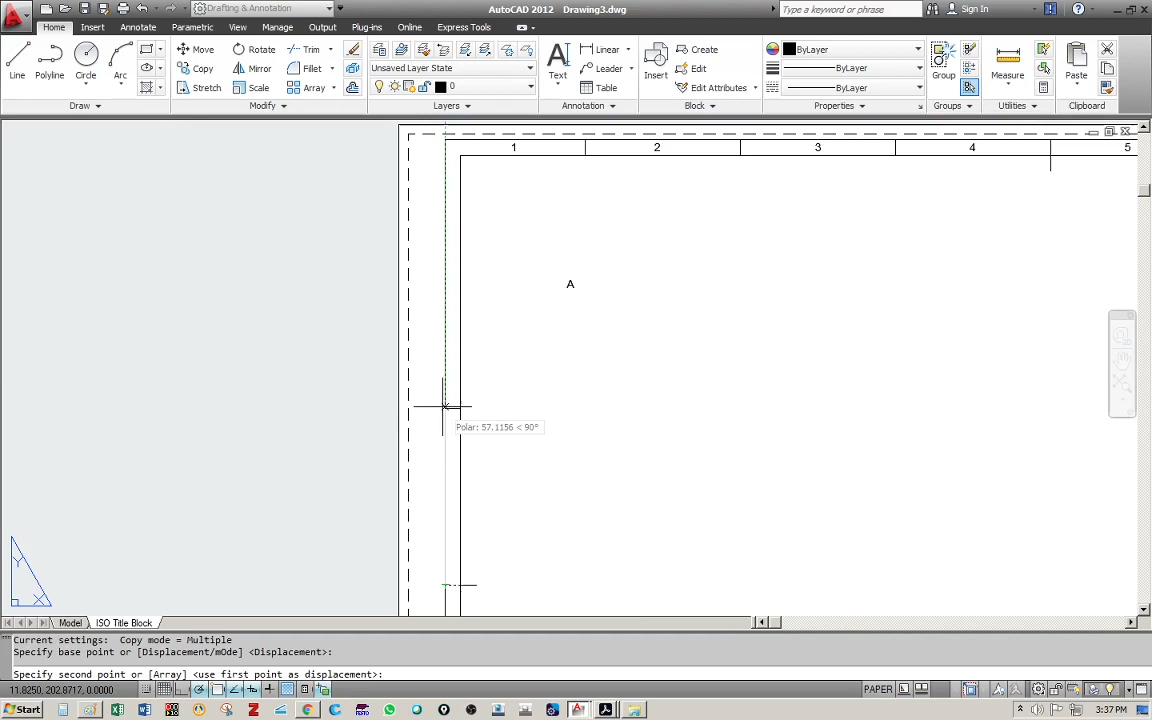 Drafting & Annotation
AutoCAD 2012 Drawing3.dwg
Type a keyword or phrase
Sign In
Home Insert Annotate Parametric View Manage Output Plug-ins Online Express Tools
Move Rotate Trim
Line Polyline Circle Arc
Copy Mirror Fillet
Stretch Scale Array
Unsaved Layer State
0
Text
Linear
Leader
Table
Insert
Create
Edit
Edit Attributes
ByLayer
ByLayer
ByLayer
Group
Measure
Paste
Draw Modify Layers Annotation Block Properties Groups Utilities Clipboard
1 2 3 4 5
A
Polar: 57.1156 < 90°
Y
X
Model ISO Title Block
Current settings: Copy mode = Multiple
Specify base point or [Displacement/mOde] <Displacement>:
Specify second point or [Array] <use first point as displacement>:
11.8250, 202.8717, 0.0000
PAPER
Start
3:37 PM